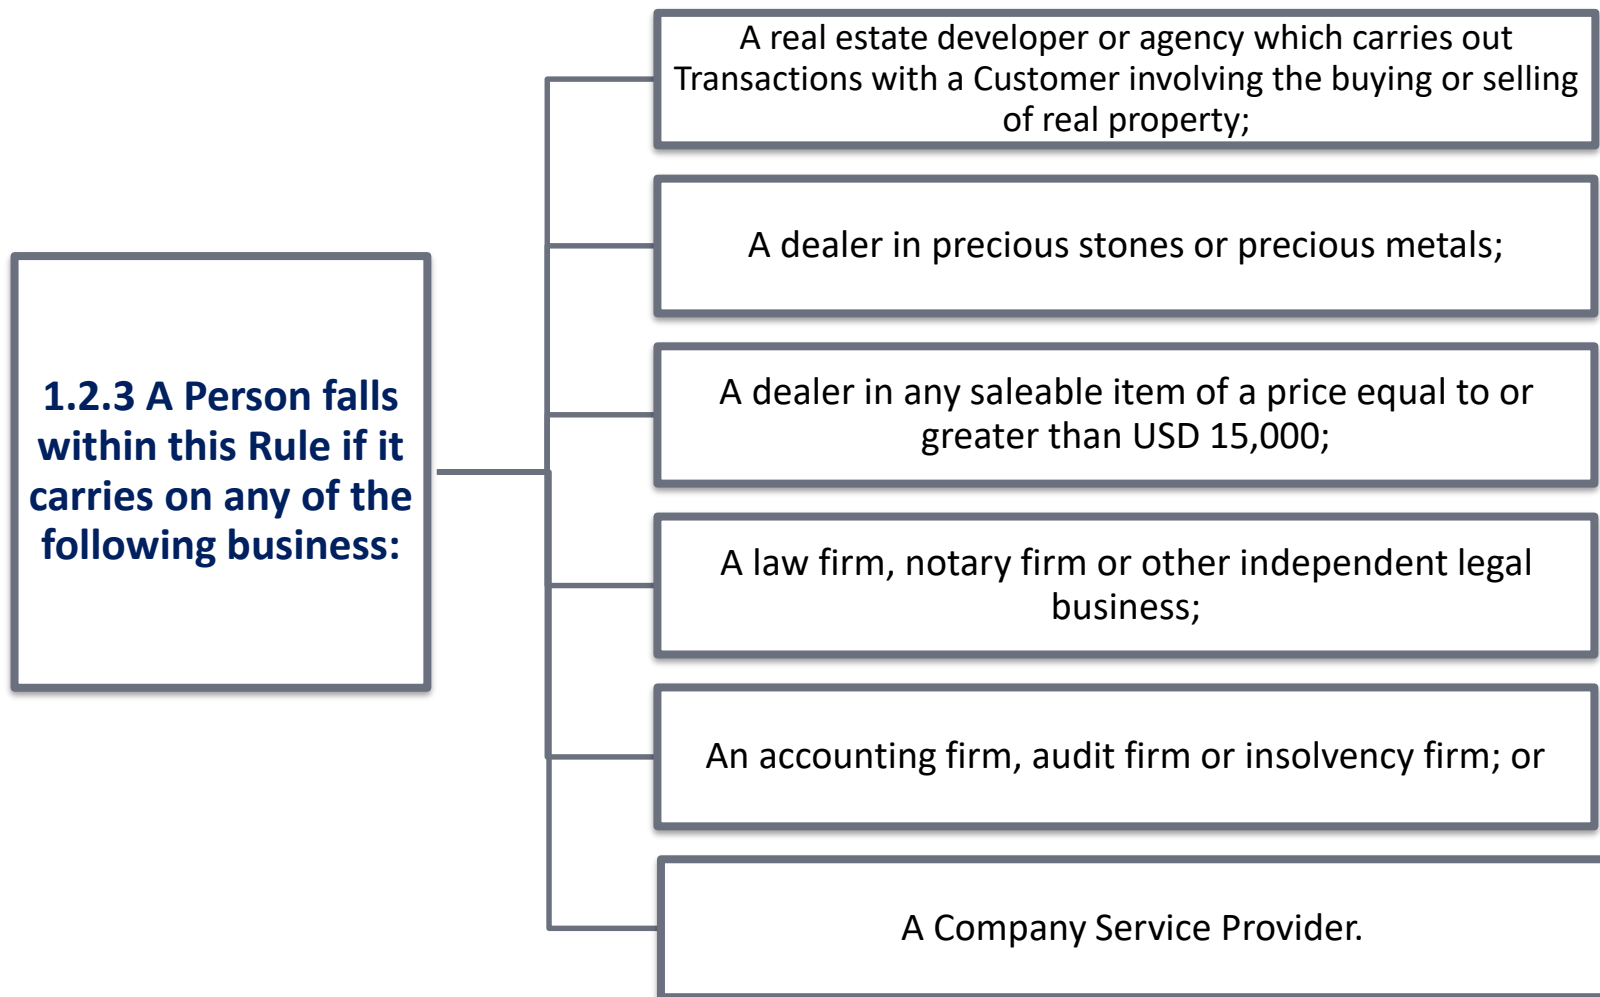 1.2.3 A Person falls
within this Rule if it
carries on any of the
following business:
A real estate developer or agency which carries out
Transactions with a Customer involving the buying or selling
of real property;
A dealer in precious stones or precious metals;
A dealer in any saleable item of a price equal to or
greater than USD 15,000;
A law firm, notary firm or other independent legal
business;
An accounting firm, audit firm or insolvency firm; or
A Company Service Provider.